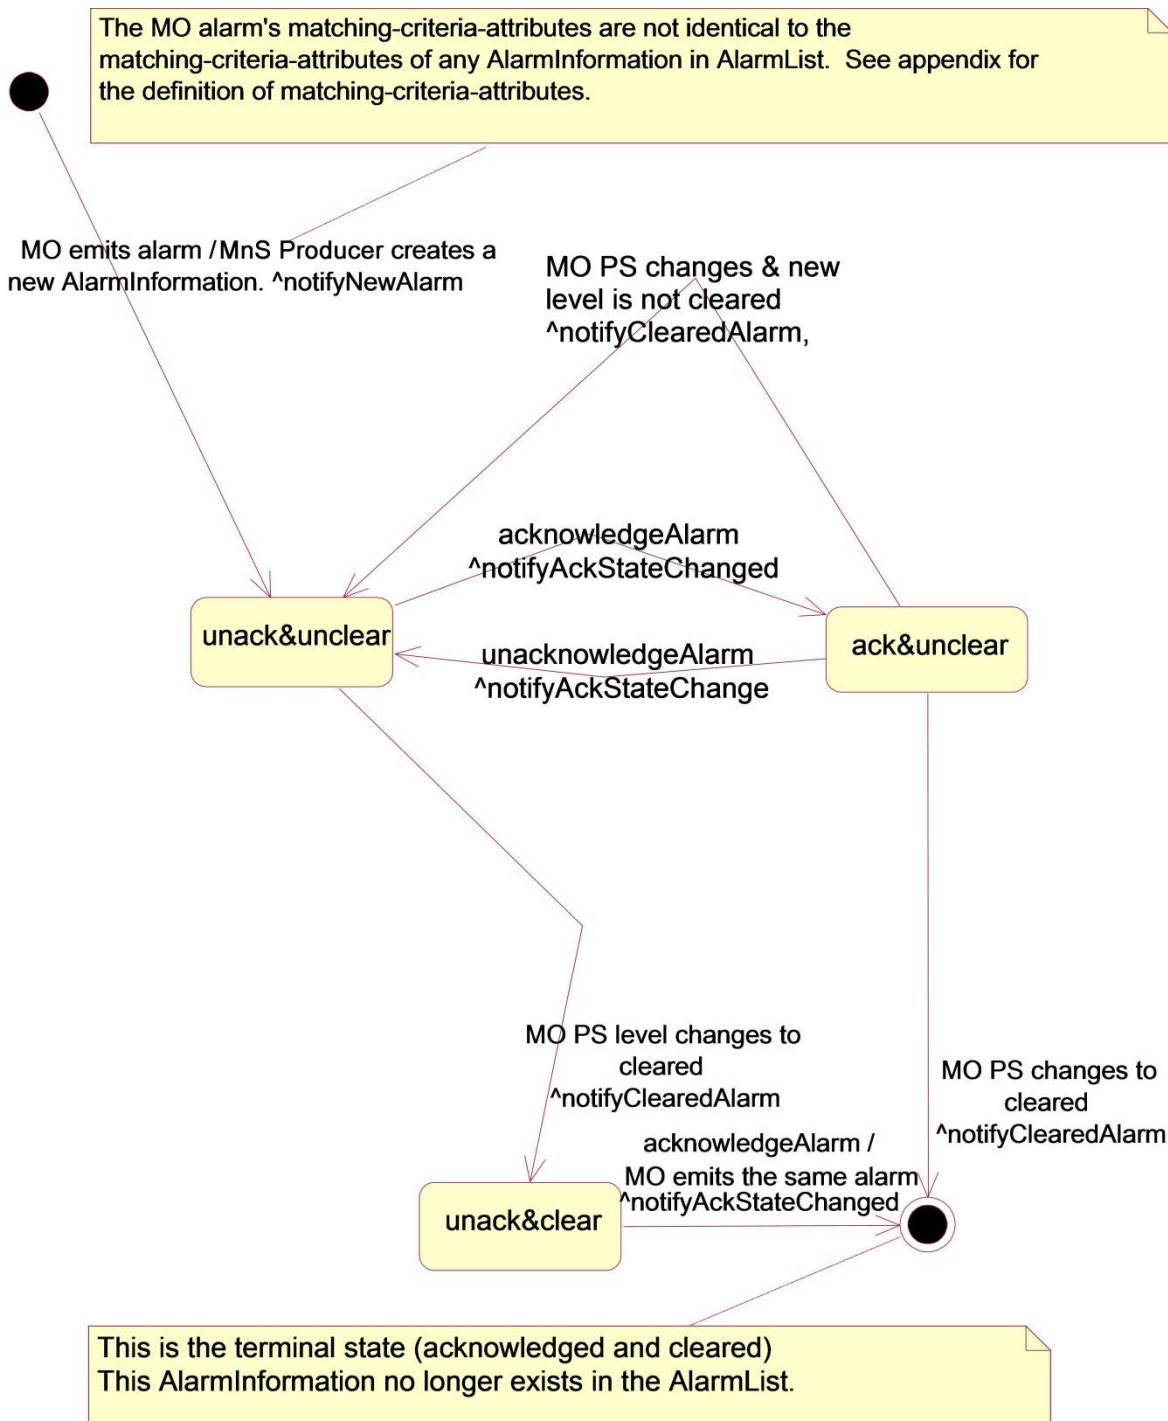 The MO alarm's matching-criteria-attributes are not identical to the
matching-criteria-attributes of any AlarmInformation in AlarmList.  See appendix for
the definition of matching-criteria-attributes.
MO emits alarm / MnS Producer creates a
new AlarmInformation. ^notifyNewAlarm
MO PS changes & new
level is not cleared
^notifyClearedAlarm,
acknowledgeAlarm
^notifyAckStateChanged
unack&unclear
unacknowledgeAlarm
^notifyAckStateChange
ack&unclear
MO PS level changes to
cleared
^notifyClearedAlarm
MO PS changes to
cleared
^notifyClearedAlarm
acknowledgeAlarm /
MO emits the same alarm
^notifyAckStateChanged
unack&clear
This is the terminal state (acknowledged and cleared)
This AlarmInformation no longer exists in the AlarmList.